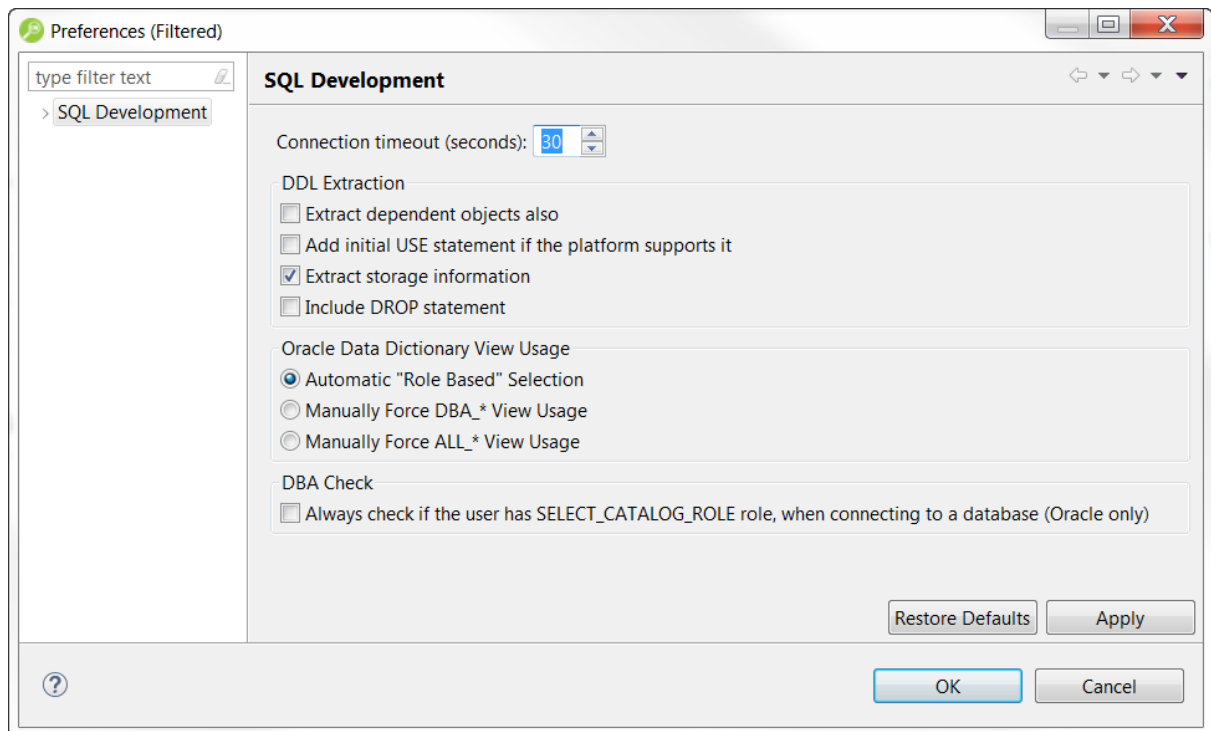 Preferences (Filtered)
type filter text
SQL Development
SQL Development
Connection timeout (seconds): 30
DDL Extraction
Extract dependent objects also
Add initial USE statement if the platform supports it
Extract storage information
Include DROP statement
Oracle Data Dictionary View Usage
Automatic "Role Based" Selection
Manually Force DBA_* View Usage
Manually Force ALL_* View Usage
DBA Check
Always check if the user has SELECT_CATALOG_ROLE role, when connecting to a database (Oracle only)
Restore Defaults Apply
? OK Cancel